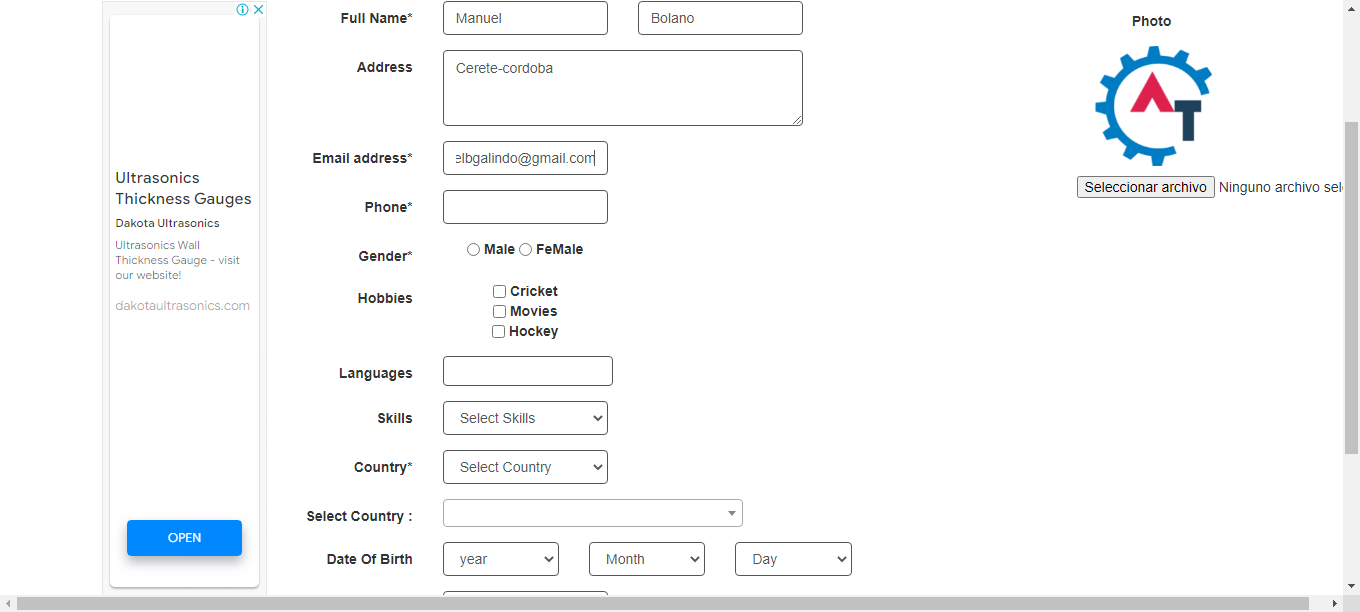 Full Name* Manuel Bolano
Photo
Address Cerete-cordoba
AT
Email address* elbgalindo@gmail.com
Ultrasonics
Thickness Gauges
Dakota Ultrasonics
Ultrasonics Wall
Thickness Gauge - visit
our website!
dakotaultrasonics.com
OPEN
Seleccionar archivo Ninguno archivo sel
Phone*
Gender* Male FeMale
Hobbies Cricket
Movies
Hockey
Languages
Skills Select Skills
Country* Select Country
Select Country :
Date Of Birth year Month Day